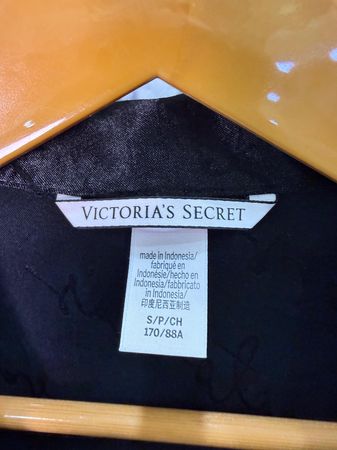 VICTORIA'S SECRET
made in Indonesia/
fabriqué en
Indonésie/hecho en
Indonesia/fabbricato
in Indonesia/
印度尼西亚制造
S/P/CH
170/88A